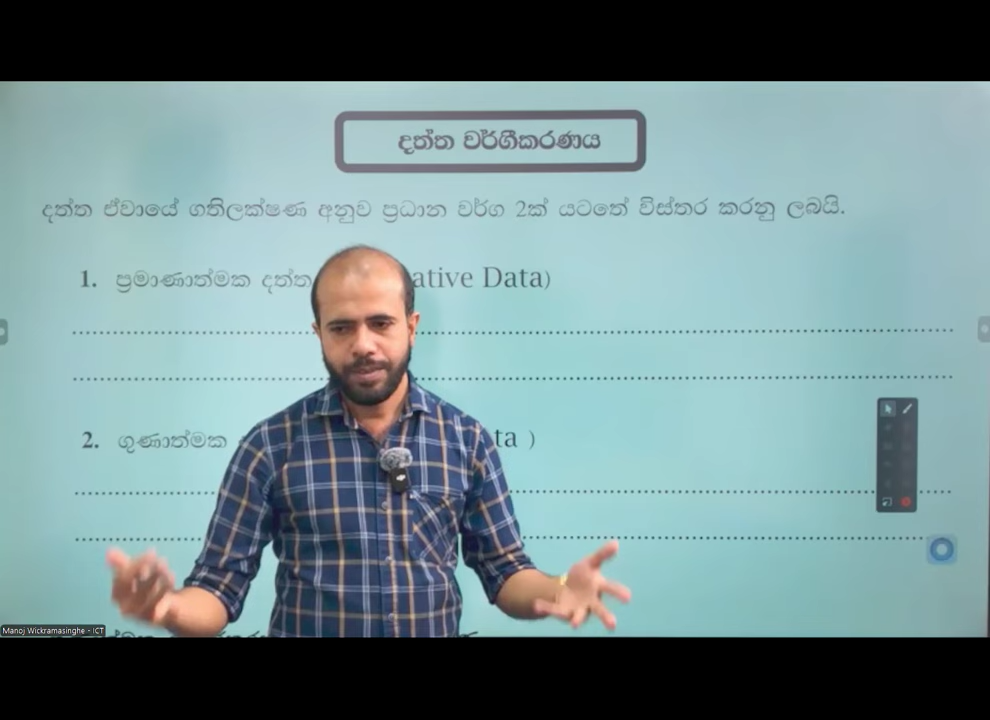 දත්ත වර්ගීකරණය
දත්ත ඒවායේ ගතිලක්ෂණ අනුව ප්‍රධාන වර්ග 2ක් යටතේ විස්තර කරනු ලබයි.
1. ප්‍රමාණාත්මක දත්ත ative Data)
2. ගුණාත්මක ta )
Manoj Wickramasinghe - ICT